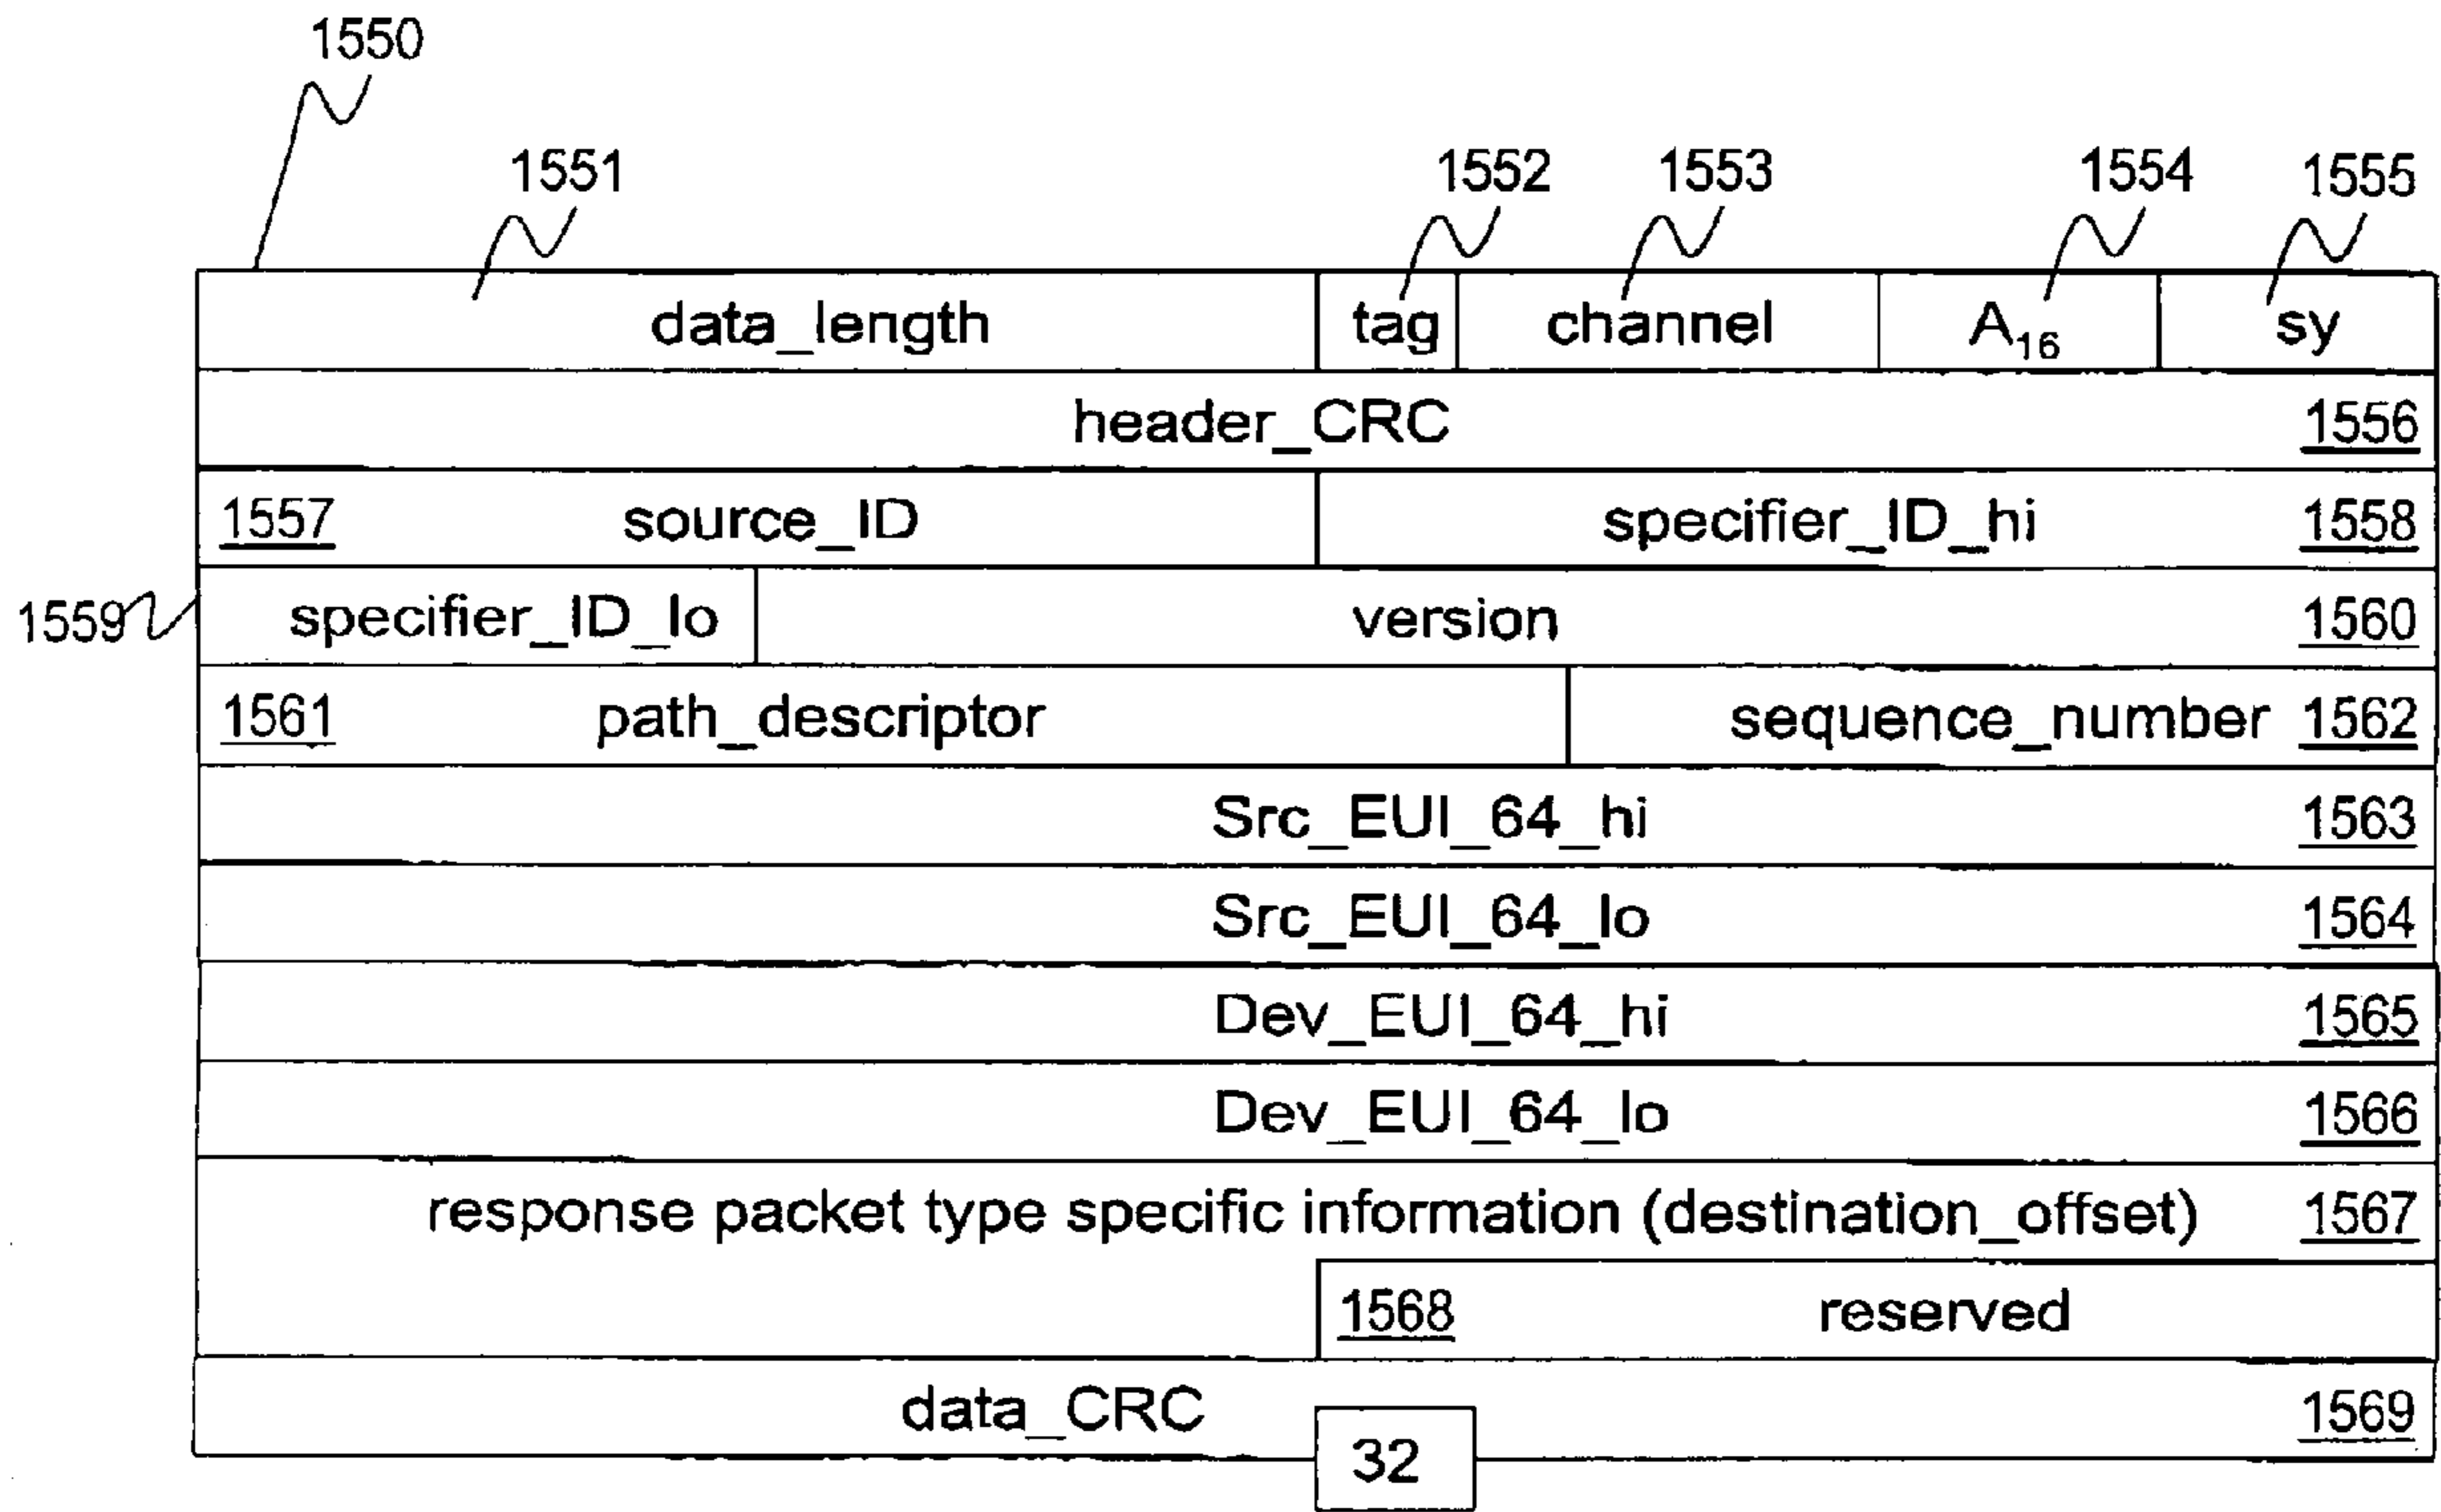 1550
1551 1552 1553 1554 1555
data_length tag channel A16 sy
header_CRC 1556
1557 source_ID specifier_ID_hi 1558
1559 specifier_ID_lo version 1560
1561 path_descriptor sequence_number 1562
Src_EUI_64_hi 1563
Src_EUI_64_lo 1564
Dev_EUI_64_hi 1565
Dev_EUI_64_lo 1566
response packet type specific information (destination_offset) 1567
1568 reserved
data_CRC 1569
32